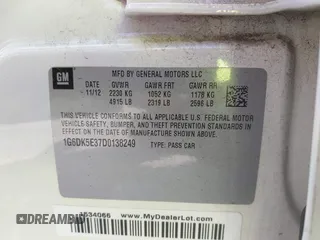 GM
MFD BY GENERAL MOTORS LLC
DATE GVWR GAWR FRT GAWR RR
11/12 2230 KG 1052 KG 1178 KG
4915 LB 2319 LB 2596 LB
THIS VEHICLE CONFORMS TO ALL APPLICABLE U.S. FEDERAL MOTOR
VEHICLE SAFETY, BUMPER, AND THEFT PREVENTION STANDARDS
IN EFFECT ON THE DATE OF MANUFACTURE SHOWN ABOVE.
1G6DK5E37D0138249 TYPE: PASS CAR
1534066
www.MyDealerLot.com
DREAMBID